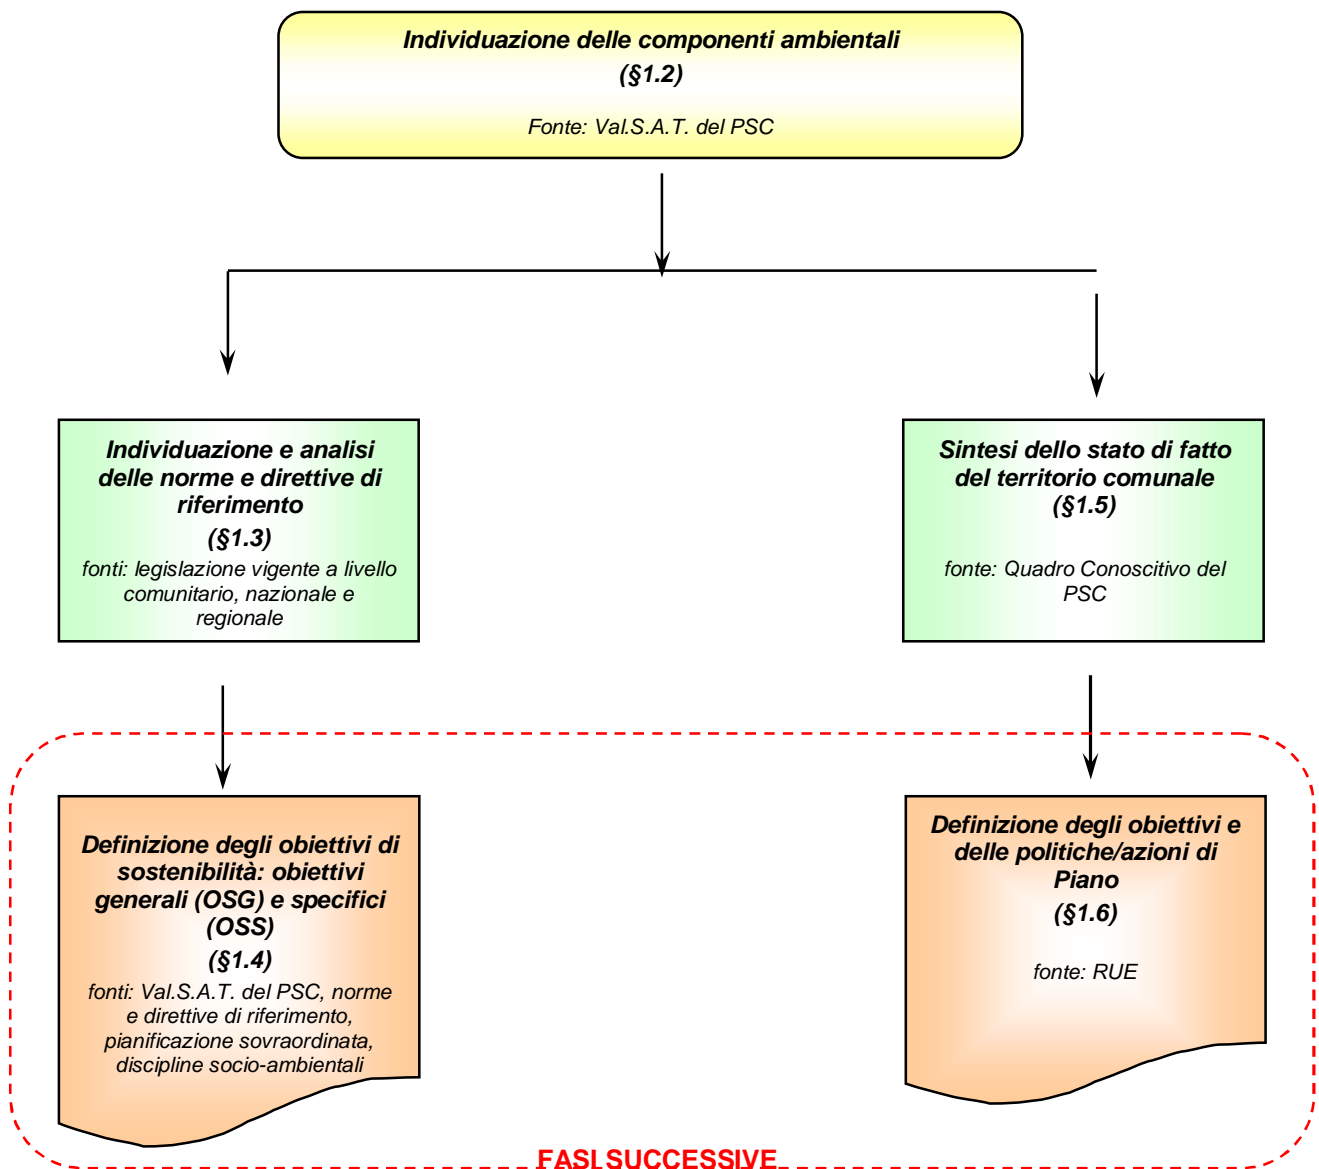 Individuazione delle componenti ambientali
(§1.2)
Fonte: Val.S.A.T. del PSC
Individuazione e analisi
delle norme e direttive di
riferimento
(§1.3)
fonti: legislazione vigente a livello
comunitario, nazionale e
regionale
Sintesi dello stato di fatto
del territorio comunale
(§1.5)
fonte: Quadro Conoscitivo del
PSC
Definizione degli obiettivi di
sostenibilità: obiettivi
generali (OSG) e specifici
(OSS)
(§1.4)
fonti: Val.S.A.T. del PSC, norme
e direttive di riferimento,
pianificazione sovraordinata,
discipline socio-ambientali
Definizione degli obiettivi e
delle politiche/azioni di
Piano
(§1.6)
fonte: RUE
FASI SUCCESSIVE